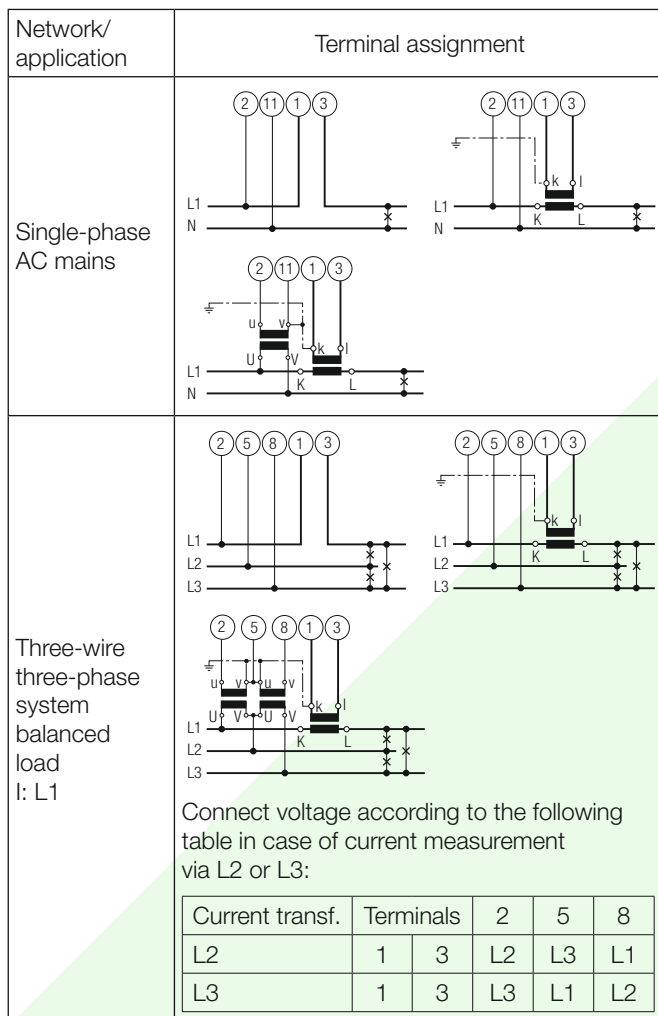 Network/
application
Terminal assignment
Single-phase
AC mains
2 11 1 3
L1
N
2 11 1 3
k l
L1
K L
N
2 11 1 3
u v
k l
U V
L1
K L
N
Three-wire
three-phase
system
balanced
load
I: L1
2 5 8 1 3
L1
L2
L3
2 5 8 1 3
k l
L1
K L
L2
L3
2 5 8 1 3
u v u v
k l
U V U V
L1
K L
L2
L3
Connect voltage according to the following
table in case of current measurement
via L2 or L3:
Current transf. Terminals 2 5 8
L2 1 3 L2 L3 L1
L3 1 3 L3 L1 L2